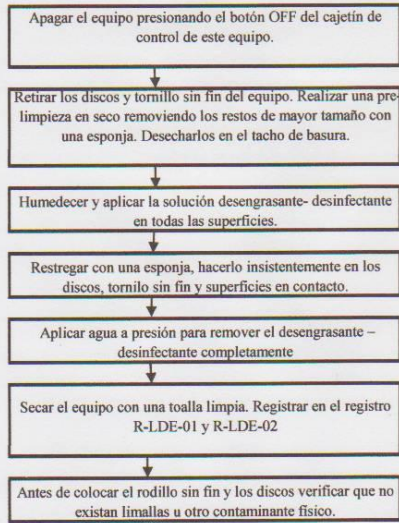 Apagar el equipo presionando el botón OFF del cajetín de
control de este equipo.
Retirar los discos y tornillo sin fin del equipo. Realizar una pre-
limpieza en seco removiendo los restos de mayor tamaño con
una esponja. Desecharlos en el tacho de basura.
Humedecer y aplicar la solución desengrasante- desinfectante
en todas las superficies.
Restregar con una esponja, hacerlo insistentemente en los
discos, tornilo sin fin y superficies en contacto.
Aplicar agua a presión para remover el desengrasante –
desinfectante completamente
Secar el equipo con una toalla limpia. Registrar en el registro
R-LDE-01 y R-LDE-02
Antes de colocar el rodillo sin fin y los discos verificar que no
existan limallas u otro contaminante físico.